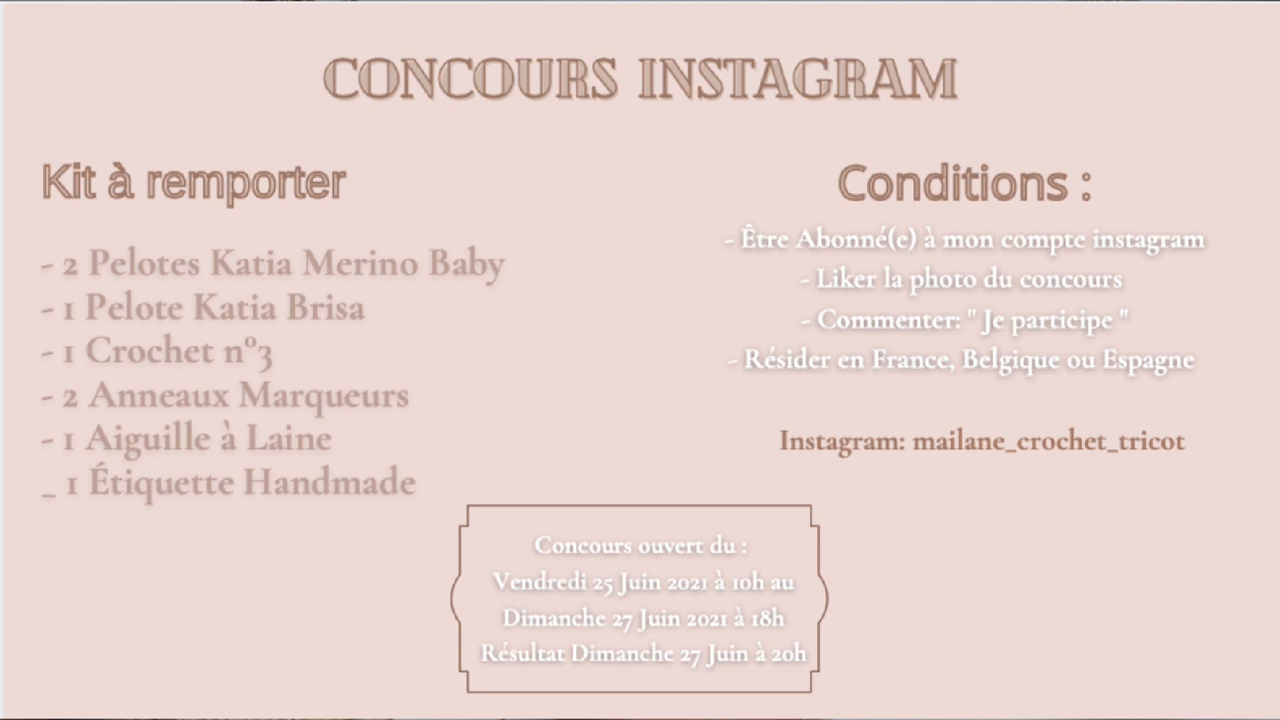 CONCOURS INSTAGRAM
Kit à remporter
- 2 Pelotes Katia Merino Baby
- 1 Pelote Katia Brisa
- 1 Crochet n°3
- 2 Anneaux Marqueurs
- 1 Aiguille à Laine
_ 1 Étiquette Handmade
Conditions :
- Être Abonné(e) à mon compte instagram
- Liker la photo du concours
- Commenter: " Je participe "
- Résider en France, Belgique ou Espagne
Instagram: mailane_crochet_tricot
Concours ouvert du :
Vendredi 25 Juin 2021 à 10h au
Dimanche 27 Juin 2021 à 18h
Résultat Dimanche 27 Juin à 20h